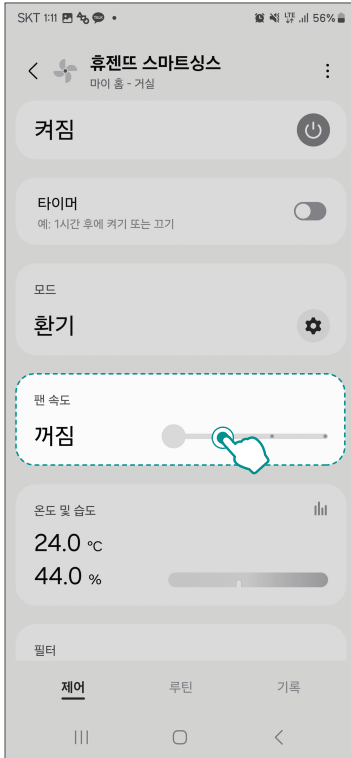 SKT 1:11
56%
휴젠뜨 스마트싱스
마이 홈 - 거실
켜짐
타이머
예: 1시간 후에 켜기 또는 끄기
모드
환기
팬 속도
꺼짐
온도 및 습도
24.0 °C
44.0 %
필터
제어 루틴 기록